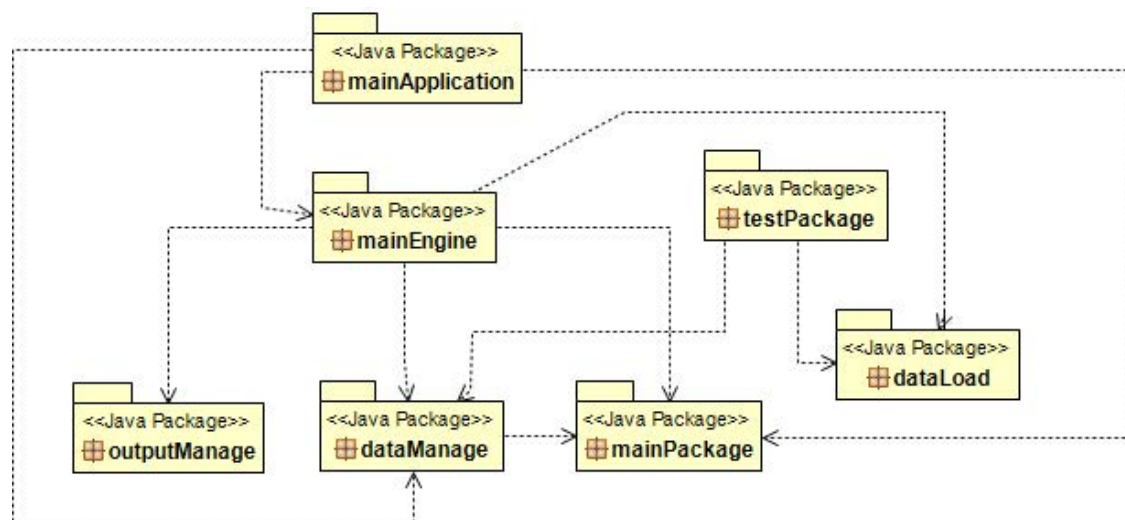 <<Java Package>>
mainApplication
<<Java Package>>
mainEngine
<<Java Package>>
testPackage
<<Java Package>>
dataLoad
<<Java Package>>
outputManage
<<Java Package>>
dataManage
<<Java Package>>
mainPackage